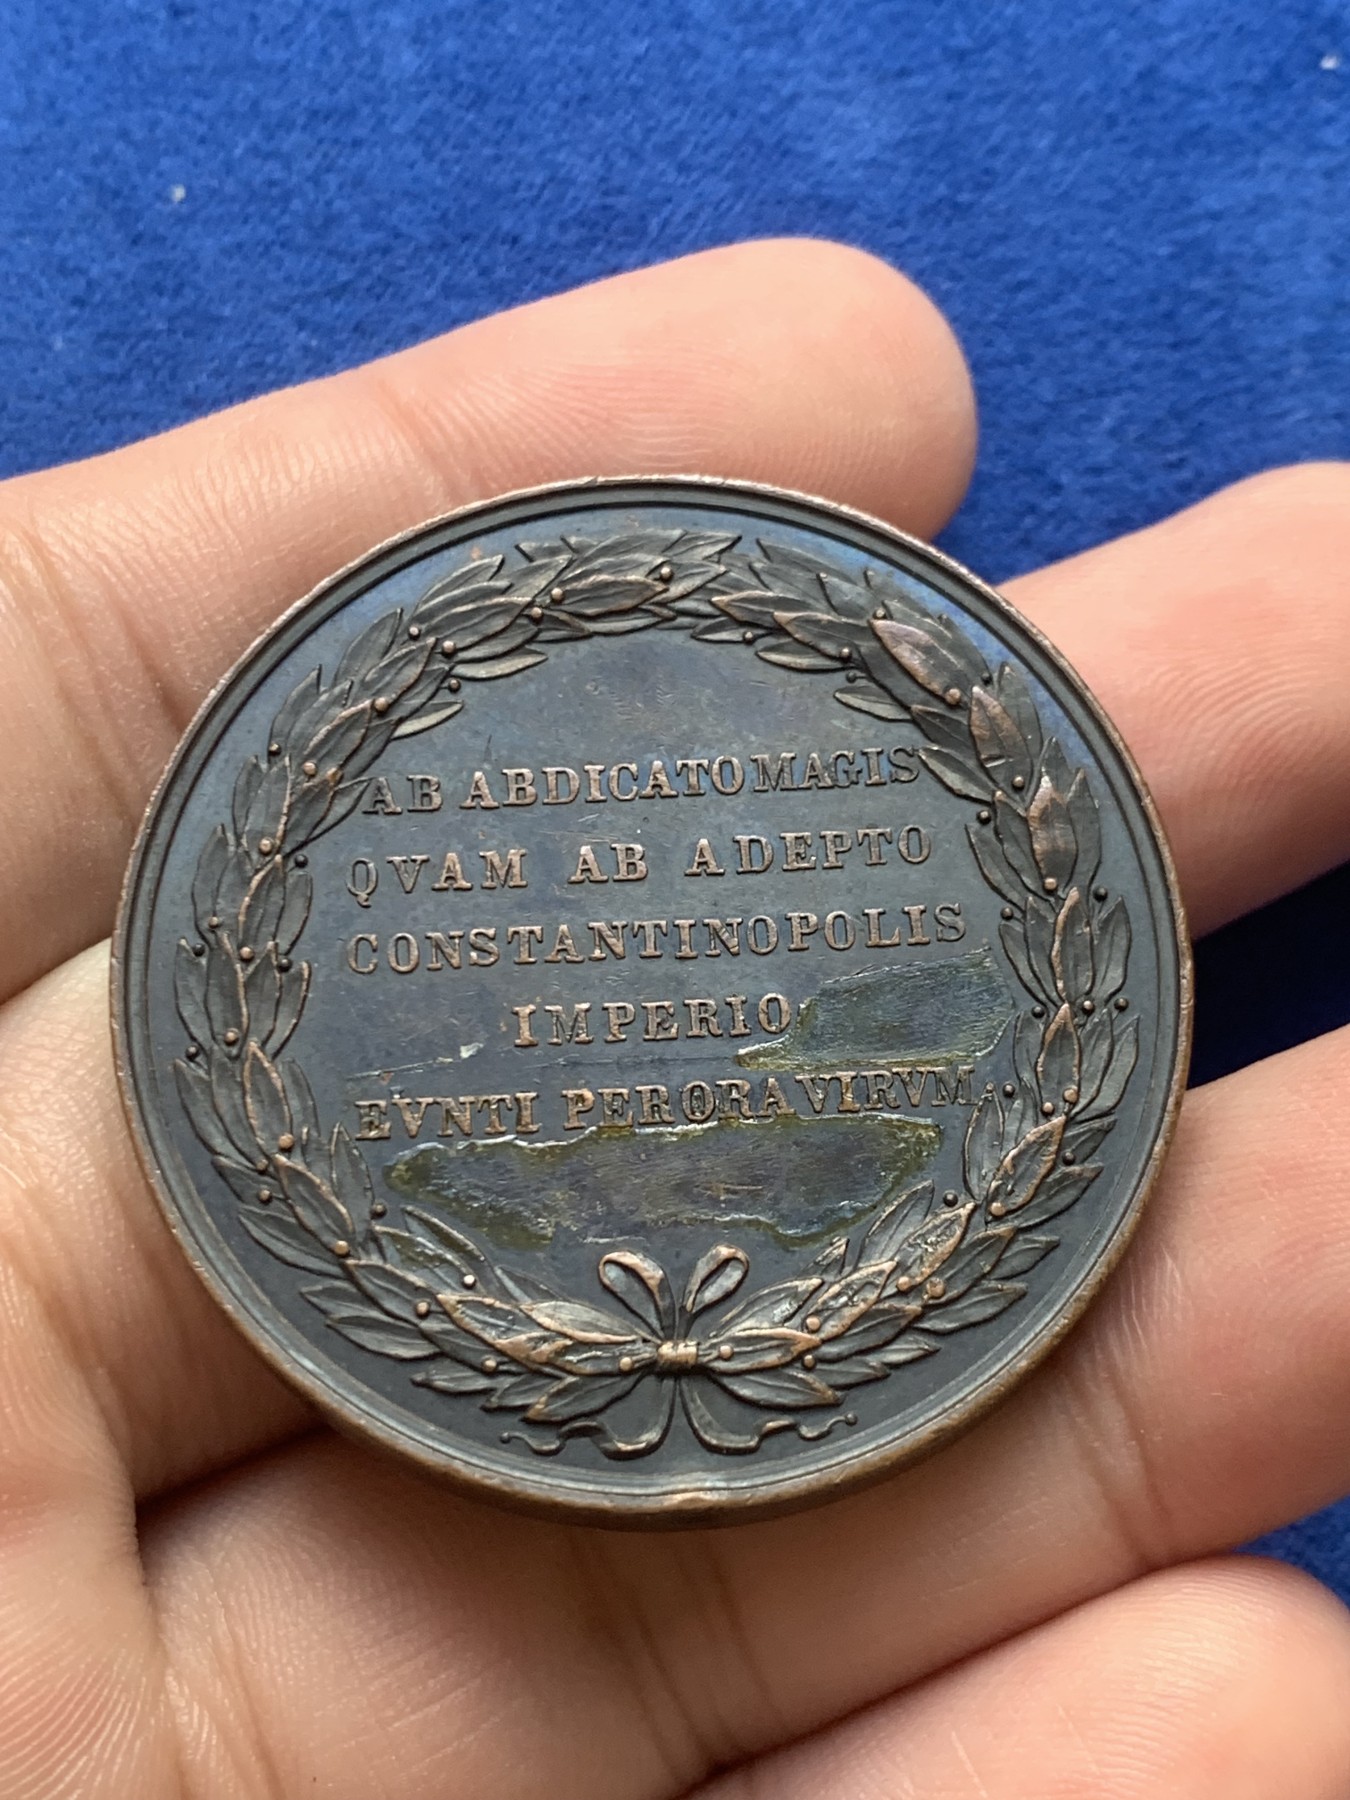 AB ABDICATO MAGIS
QVAM AB ADEPTO
CONSTANTINOPOLIS
IMPERIO
EVNTI PER ORA VIRVM.